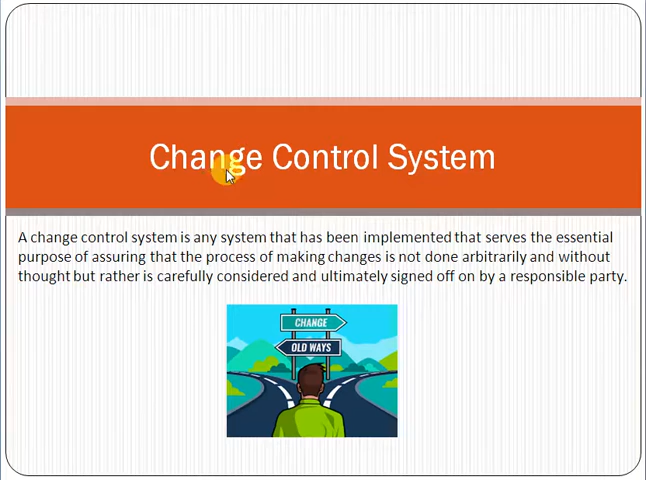 Change Control System
A change control system is any system that has been implemented that serves the essential
purpose of assuring that the process of making changes is not done arbitrarily and without
thought but rather is carefully considered and ultimately signed off on by a responsible party.
CHANGE
OLD WAYS